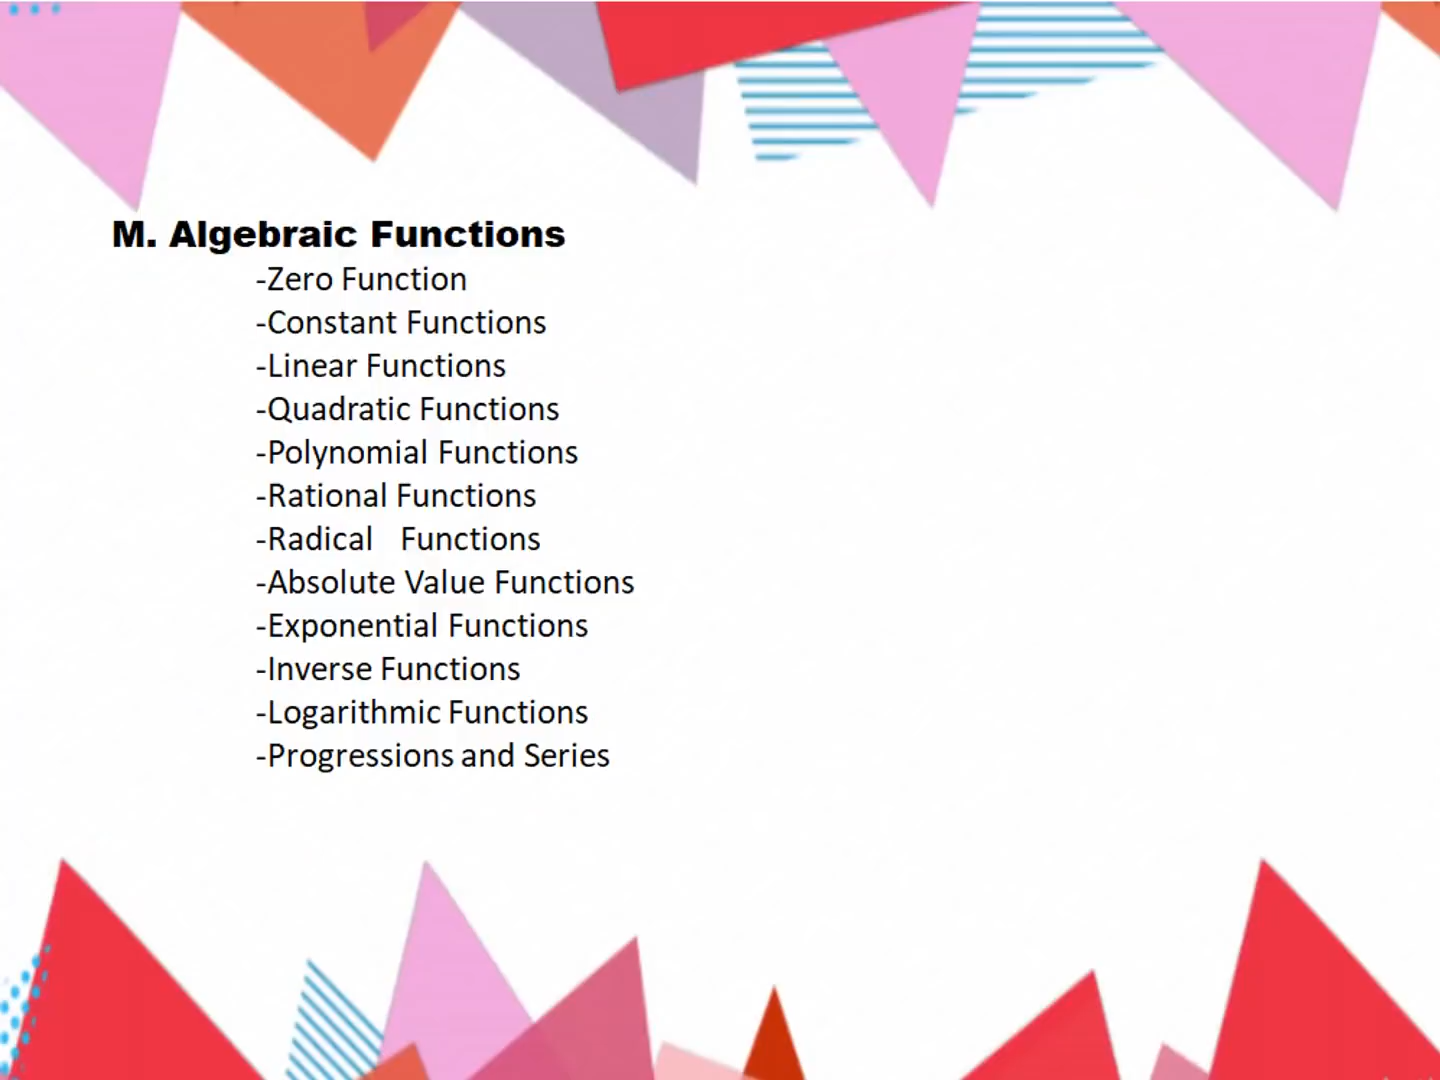 M. Algebraic Functions
-Zero Function
-Constant Functions
-Linear Functions
-Quadratic Functions
-Polynomial Functions
-Rational Functions
-Radical Functions
-Absolute Value Functions
-Exponential Functions
-Inverse Functions
-Logarithmic Functions
-Progressions and Series